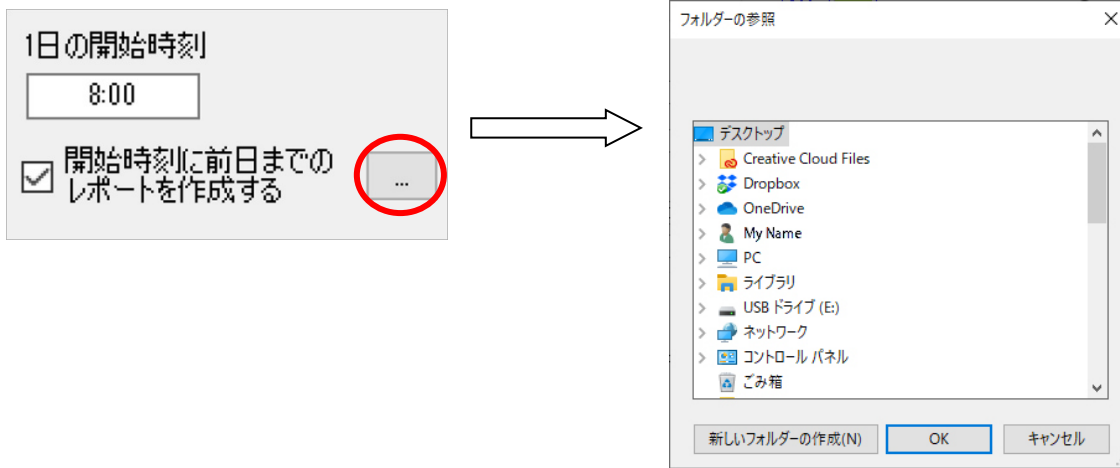 1日の開始時刻
8:00
開始時刻に前日までの
レポートを作成する
...
フォルダーの参照
デスクトップ
Creative Cloud Files
Dropbox
OneDrive
My Name
PC
ライブラリ
USB ドライブ (E:)
ネットワーク
コントロール パネル
ごみ箱
新しいフォルダーの作成(N)
OK
キャンセル